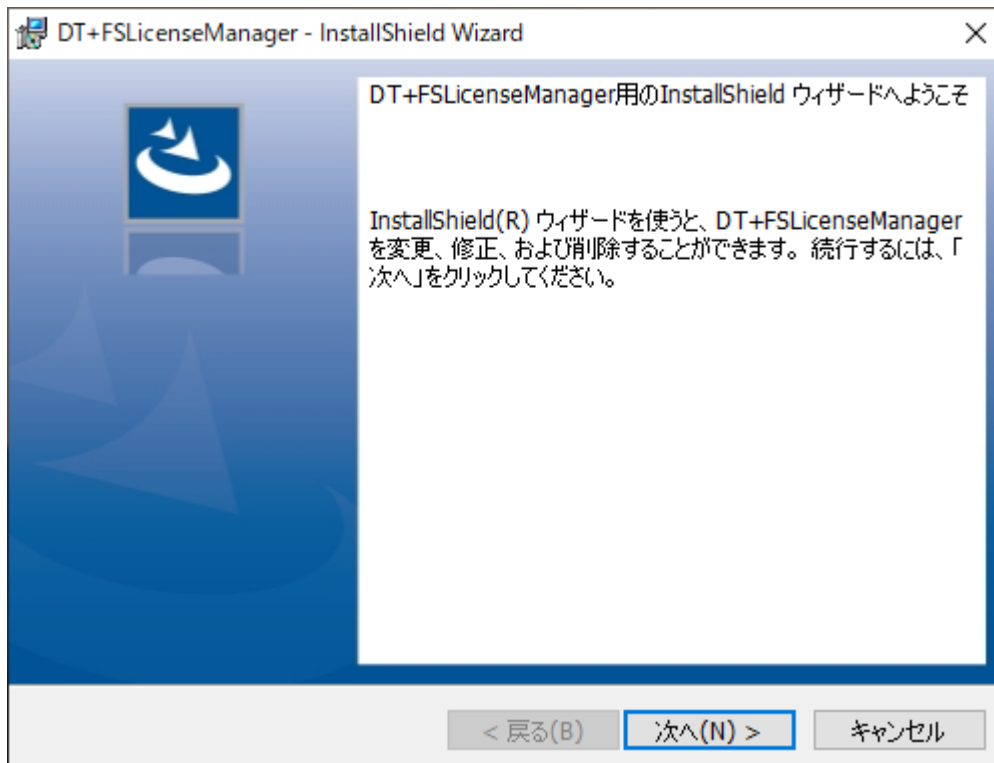 DT+FSLicenseManager - InstallShield Wizard
DT+FSLicenseManager用のInstallShield ウィザードへようこそ
InstallShield(R) ウィザードを使うと、DT+FSLicenseManager
を変更、修正、および削除することができます。 続行するには、「
次へ」をクリックしてください。
< 戻る(B)
次へ(N) >
キャンセル